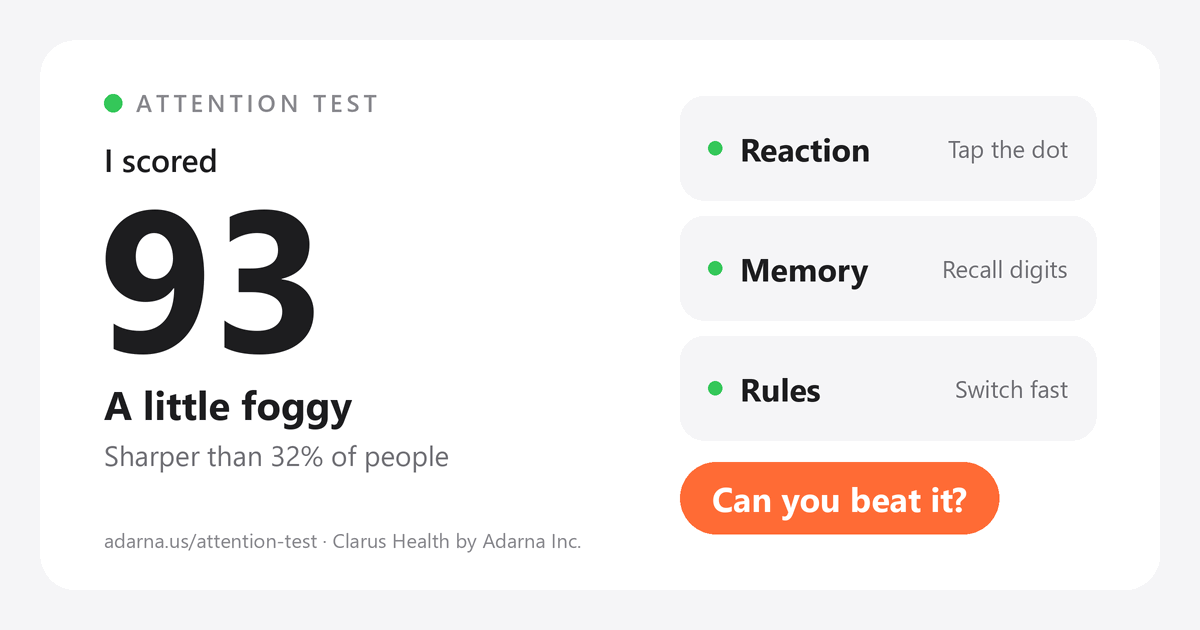 ATTENTION TEST
I scored
93
A little foggy
Sharper than 32% of people
adarna.us/attention-test · Clarus Health by Adarna Inc.
Reaction Tap the dot
Memory Recall digits
Rules Switch fast
Can you beat it?